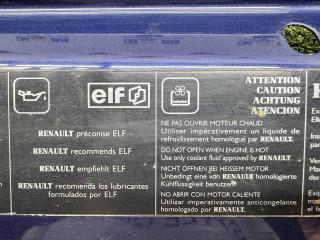 elf
RENAULT préconise ELF
RENAULT recommends ELF
RENAULT empfiehlt ELF
RENAULT recomienda los lubricantes
formulados por ELF
ATTENTION
CAUTION
ACHTUNG
ATENCION
NE PAS OUVRIR MOTEUR CHAUD
Utiliser impérativement un liquide de
refroidissement homologué par RENAULT.
DO NOT OPEN WHEN ENGINE IS HOT
Use only coolant fluid approved by RENAULT.
NICHT ÖFFNEN BEI HEISSEM MOTOR
Unbedingt eine von RENAULT homologierte
Kühlflüssigkeit benutzen
NO ABRIR CON MOTOR CALIENTE
Utilizar imperativamente anticongelante
homologado por RENAULT.